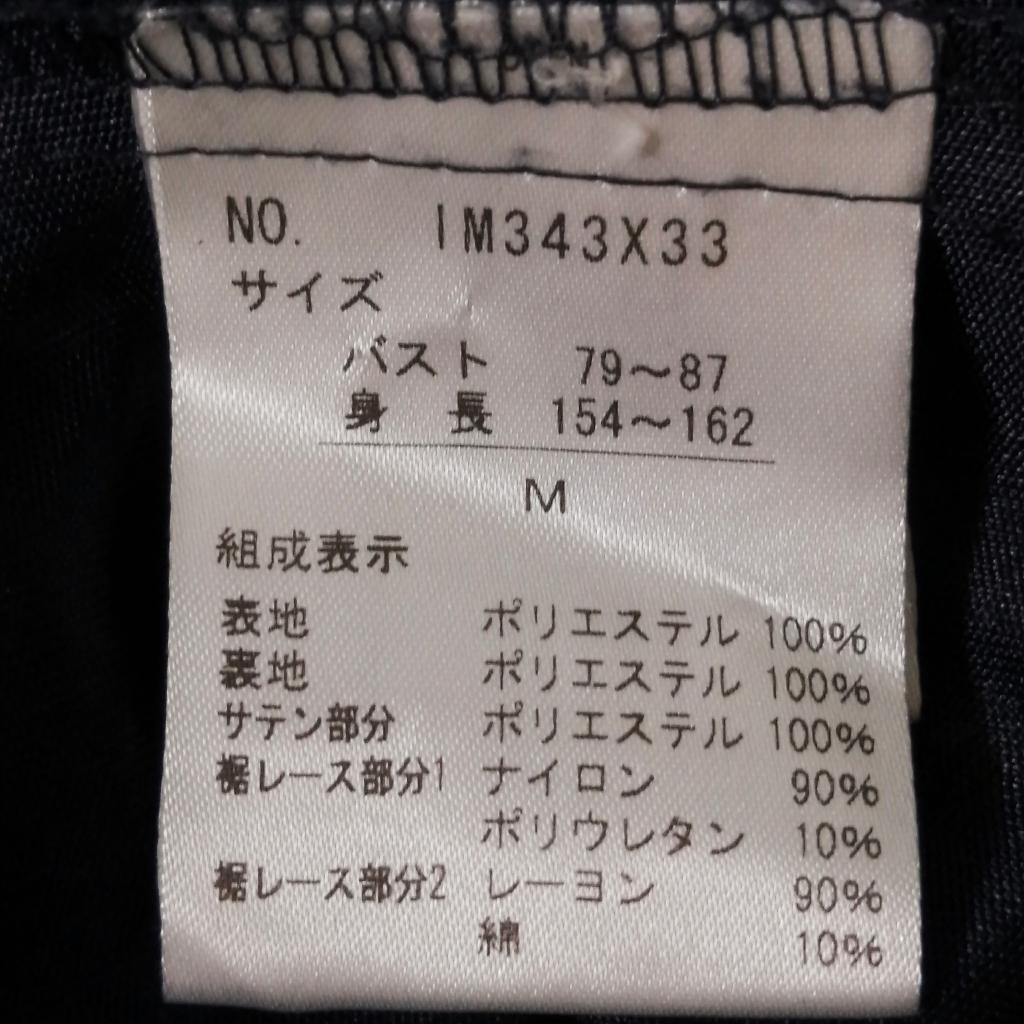 NO. IM343X33
サイズ
バスト 79～87
身長 154～162
M
組成表示
表地 ポリエステル 100%
裏地 ポリエステル 100%
サテン部分 ポリエステル 100%
裾レース部分1 ナイロン 90%
ポリウレタン 10%
裾レース部分2 レーヨン 90%
綿 10%